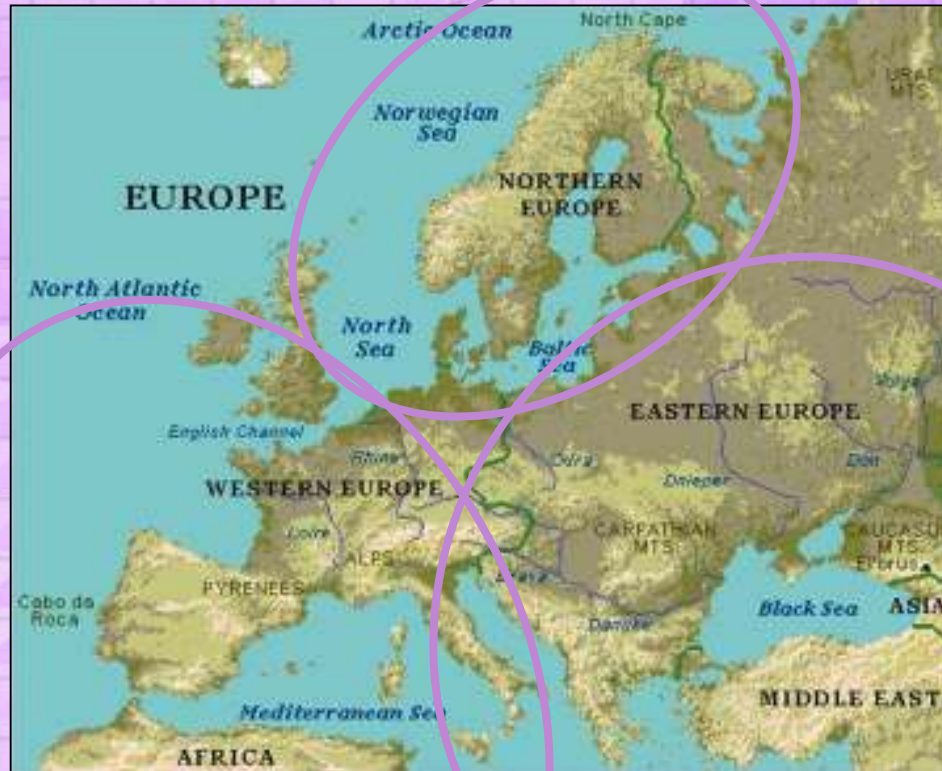 North Cape
Arctic Ocean
URAL
MTS.
Norwegian
Sea
EUROPE
NORTHERN
EUROPE
North Atlantic
Ocean
North
Sea
Baltic
Sea
Volga
EASTERN EUROPE
English Channel
Rhine
Odra
Don
Dnieper
WESTERN EUROPE
Loire
CARPATHIAN
MTS.
CAUCASU
MTS.
ALPS
Elbrus
PYRENEES
Cabo da
Roca
Black Sea
ASIA
Danube
MIDDLE EAST
Mediterranean Sea
AFRICA